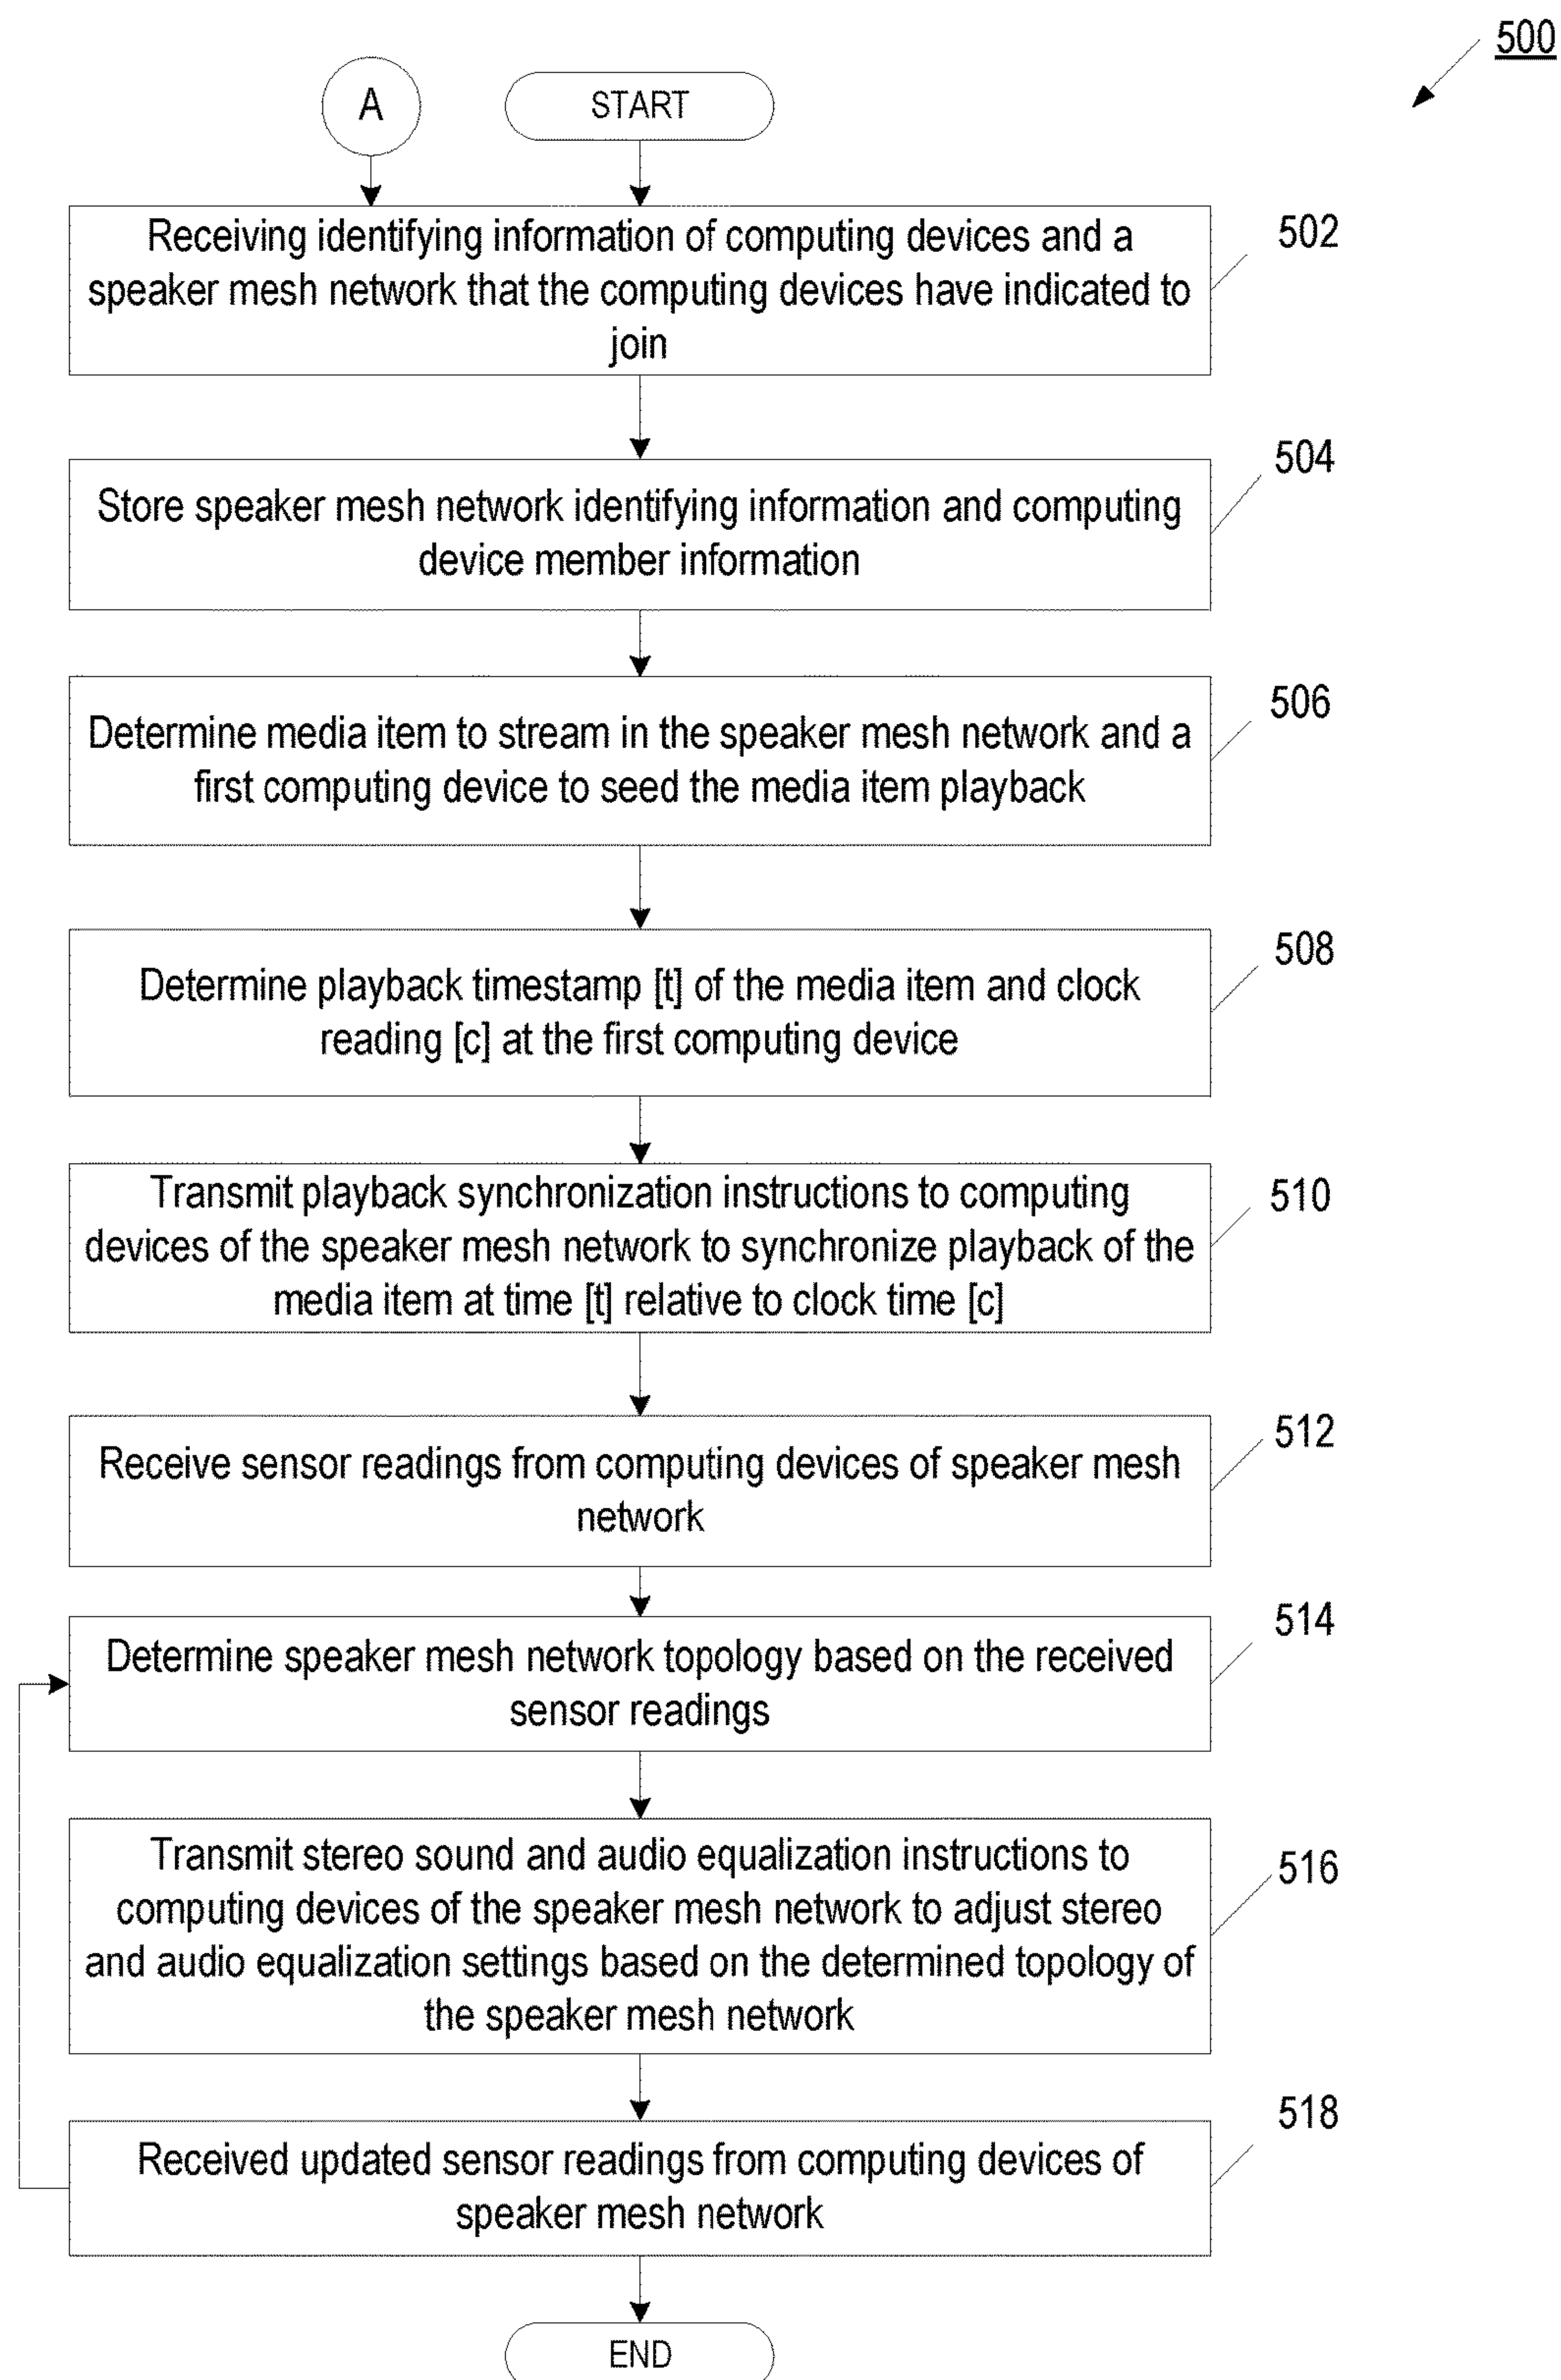 500
A
START
Receiving identifying information of computing devices and a
speaker mesh network that the computing devices have indicated to
join
502
Store speaker mesh network identifying information and computing
device member information
504
Determine media item to stream in the speaker mesh network and a
first computing device to seed the media item playback
506
Determine playback timestamp [t] of the media item and clock
reading [c] at the first computing device
508
Transmit playback synchronization instructions to computing
devices of the speaker mesh network to synchronize playback of the
media item at time [t] relative to clock time [c]
510
Receive sensor readings from computing devices of speaker mesh
network
512
Determine speaker mesh network topology based on the received
sensor readings
514
Transmit stereo sound and audio equalization instructions to
computing devices of the speaker mesh network to adjust stereo
and audio equalization settings based on the determined topology of
the speaker mesh network
516
Received updated sensor readings from computing devices of
speaker mesh network
518
END